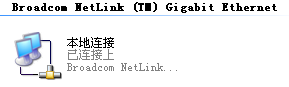 Broadcom NetLink (TM) Gigabit Ethernet
本地连接
已连接上
Broadcom NetLink...